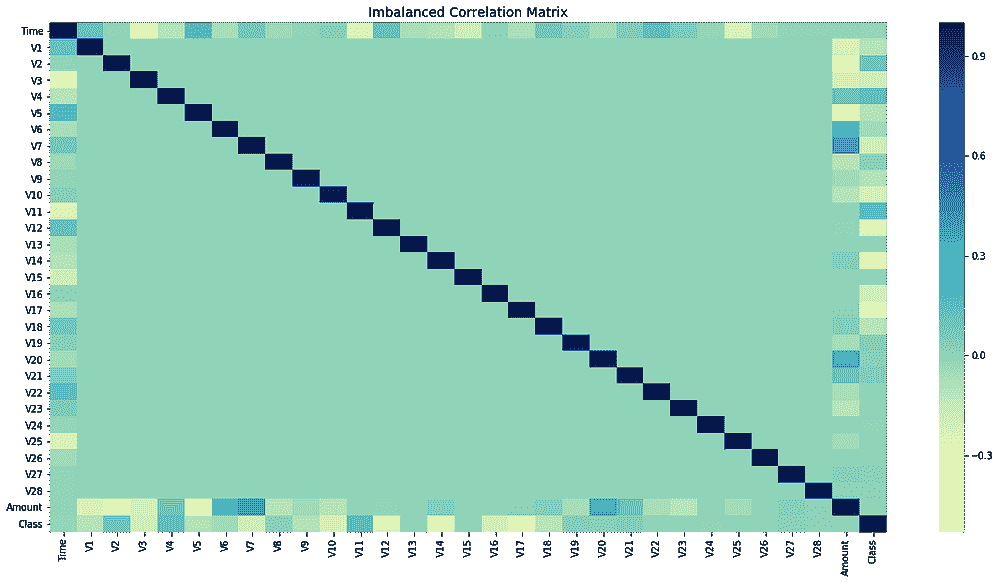 Imbalanced Correlation Matrix
Time
V1
V2
V3
V4
V5
V6
V7
V8
V9
V10
V11
V12
V13
V14
V15
V16
V17
V18
V19
V20
V21
V22
V23
V24
V25
V26
V27
V28
Amount
Class
Time V1 V2 V3 V4 V5 V6 V7 V8 V9 V10 V11 V12 V13 V14 V15 V16 V17 V18 V19 V20 V21 V22 V23 V24 V25 V26 V27 V28 Amount Class
0.9
0.6
0.3
0.0
−0.3